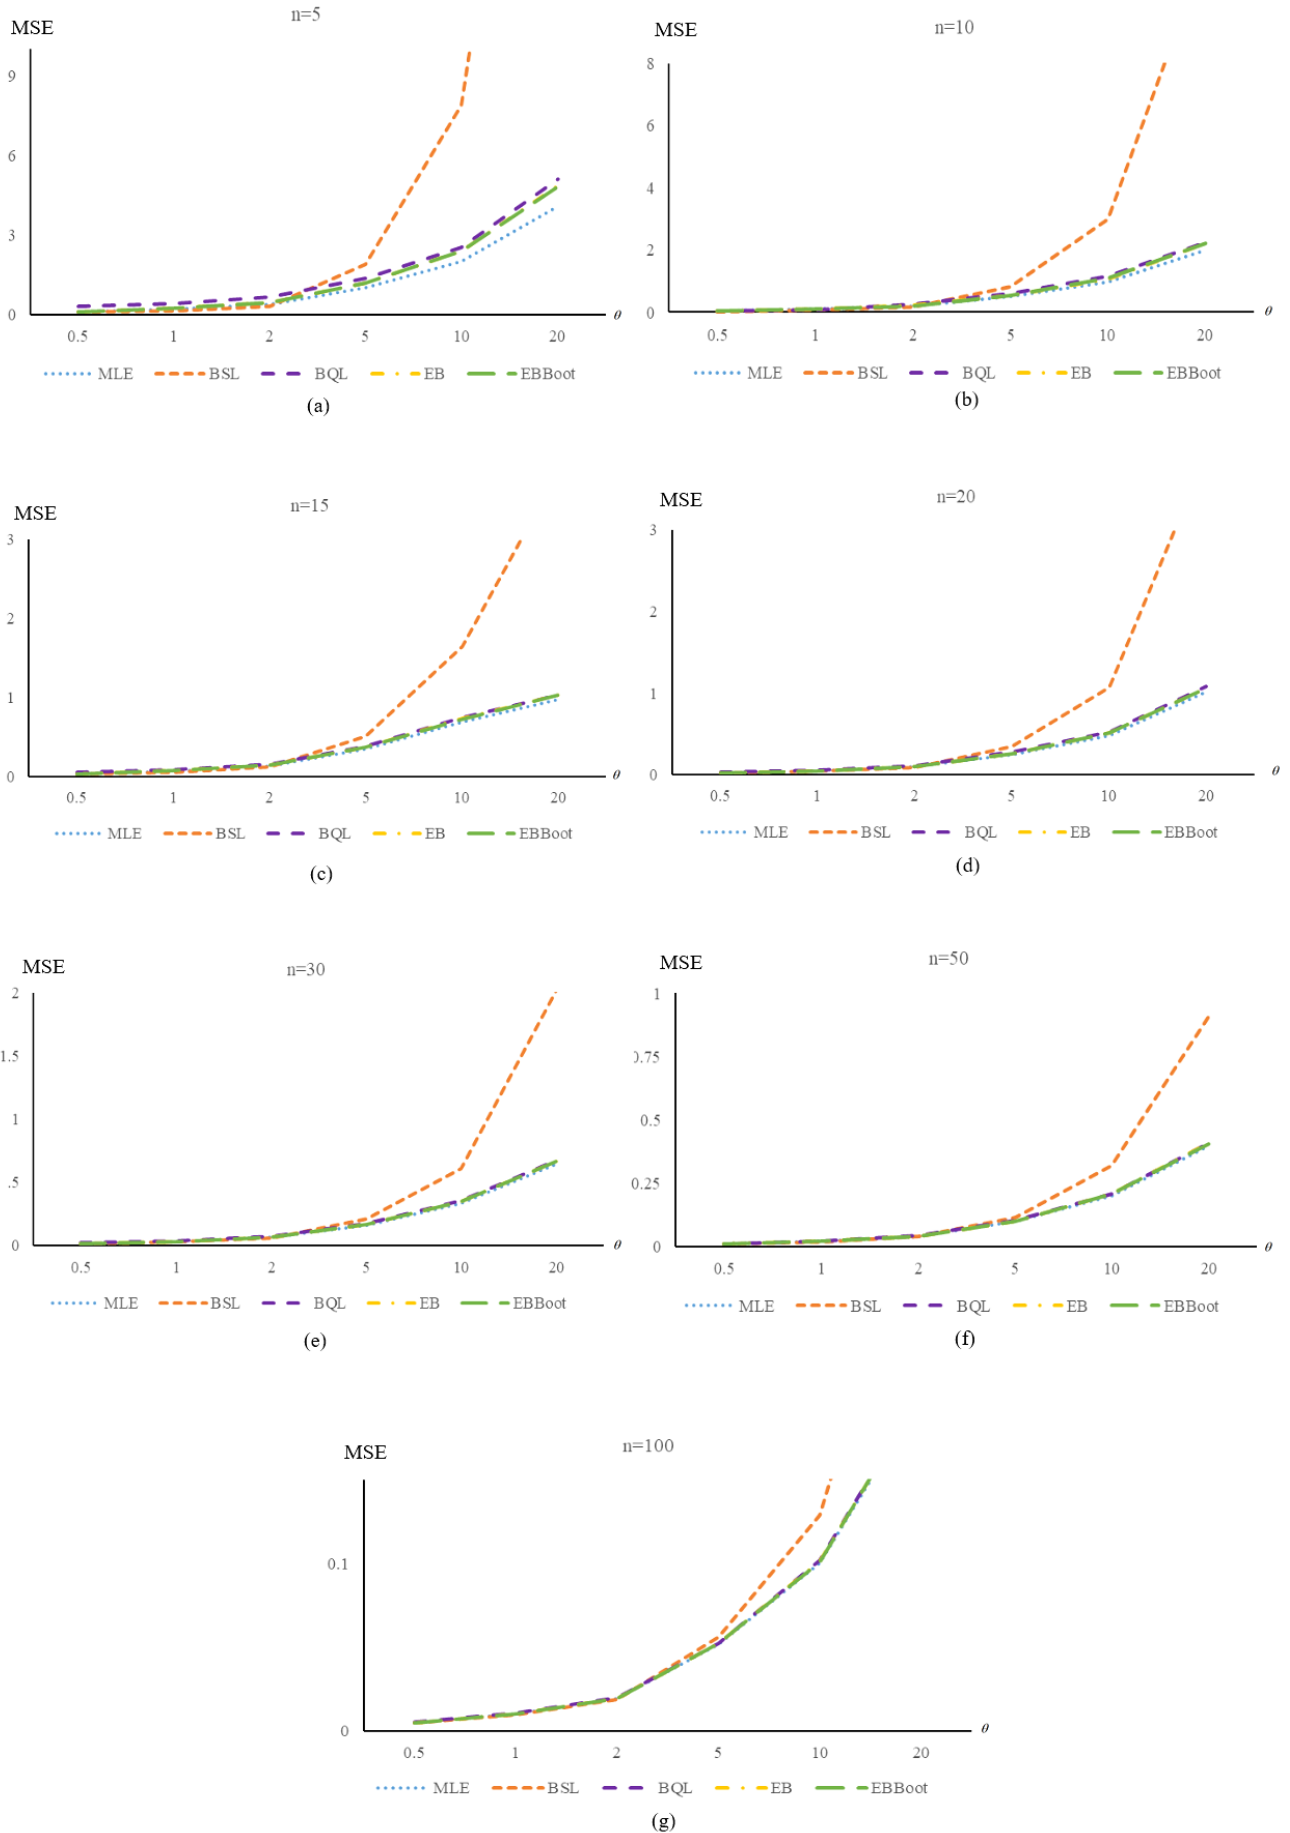 MSE
n=5
9
6
3
0
0.5 1 2 5 10 20
θ
MLE BSL BQL EB EBBoot
(a)
MSE
n=10
8
6
4
2
0
0.5 1 5 10 20
2
θ
MLE BSL BQL EB EBBoot
(b)
MSE
n=15
3
2
1
0
0.5 1 2 5 10 20
θ
MLE BSL BQL EB EBBoot
(c)
MSE
n=20
3
2
1
0
0.5 1 2 5 10 20
θ
MLE BSL BQL EB EBBoot
(d)
MSE
n=30
2
1.5
1
.5
0
0.5 1 2 5 10 20
θ
MLE BSL BQL EB EBBoot
(e)
MSE
n=50
1
0.75
0.5
0.25
0
0.5 1 2 5 10 20
θ
MLE BSL BQL EB EBBoot
(f)
MSE
n=100
0.1
0
0.5 1 2 5 10 20
θ
MLE BSL BQL EB EBBoot
(g)